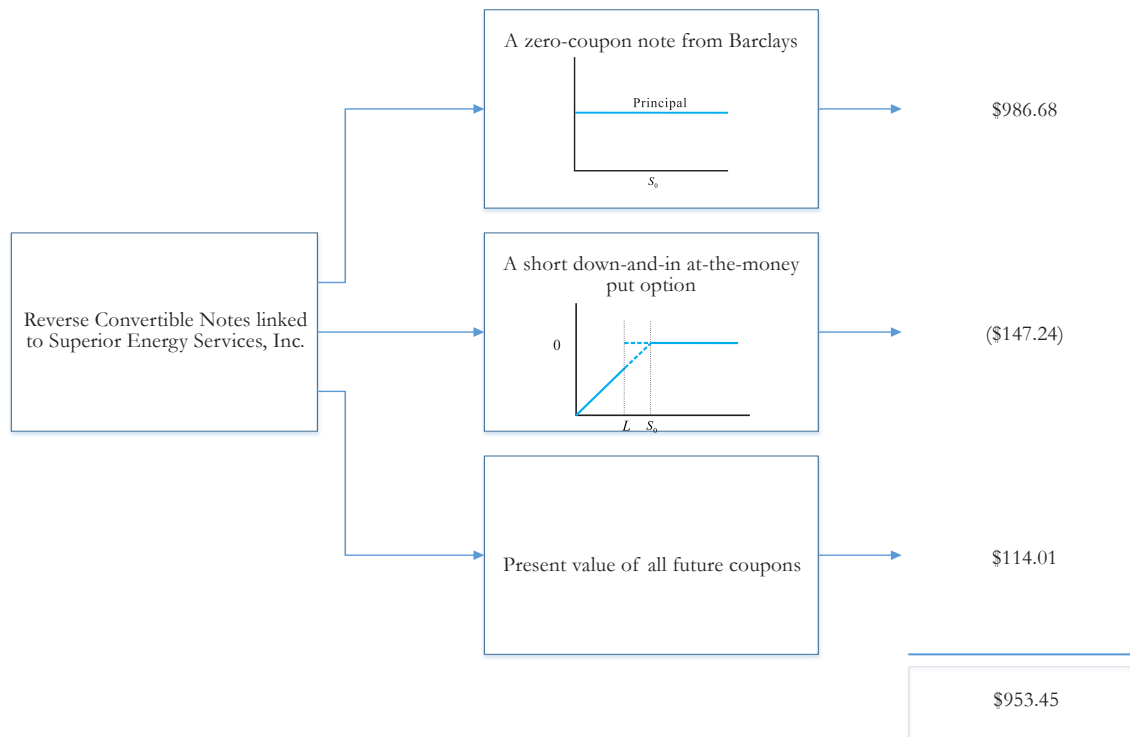 A zero-coupon note from Barclays
Principal
S₀
$986.68
Reverse Convertible Notes linked
to Superior Energy Services, Inc.
A short down-and-in at-the-money
put option
0
L S₀
($147.24)
Present value of all future coupons
$114.01
$953.45